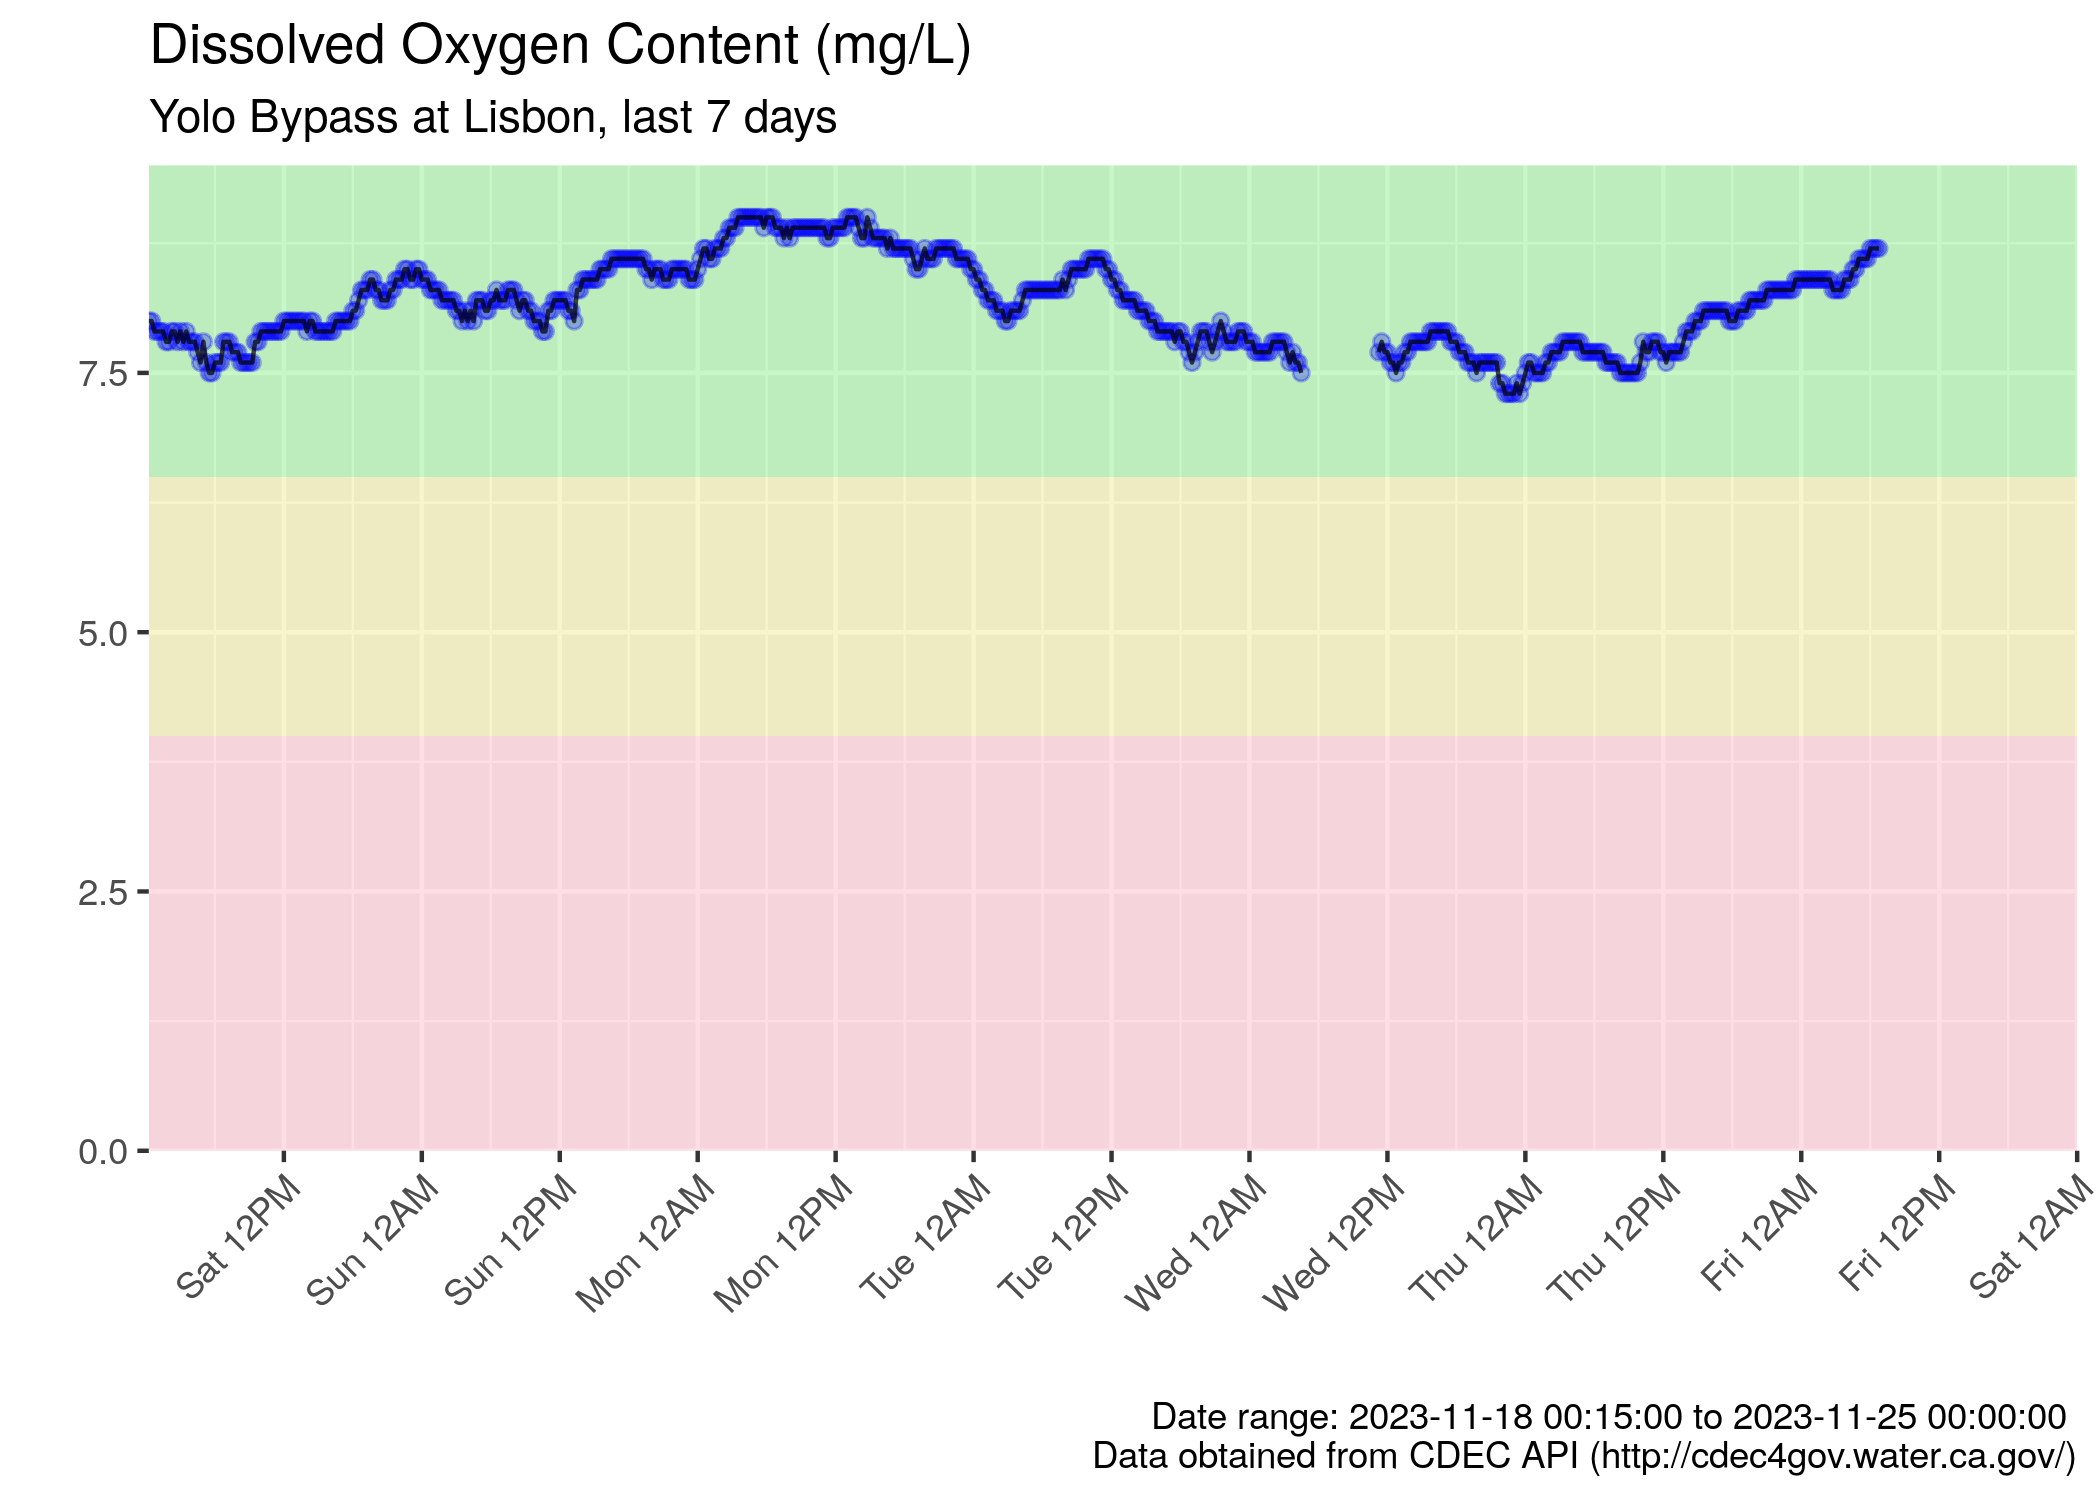 Dissolved Oxygen Content (mg/L)
Yolo Bypass at Lisbon, last 7 days
7.5
5.0
2.5
0.0
Sat 12PM
Sun 12AM
Sun 12PM
Mon 12AM
Mon 12PM
Tue 12AM
Tue 12PM
Wed 12AM
Wed 12PM
Thu 12AM
Thu 12PM
Fri 12AM
Fri 12PM
Sat 12AM
Date range: 2023-11-18 00:15:00 to 2023-11-25 00:00:00
Data obtained from CDEC API (http://cdec4gov.water.ca.gov/)